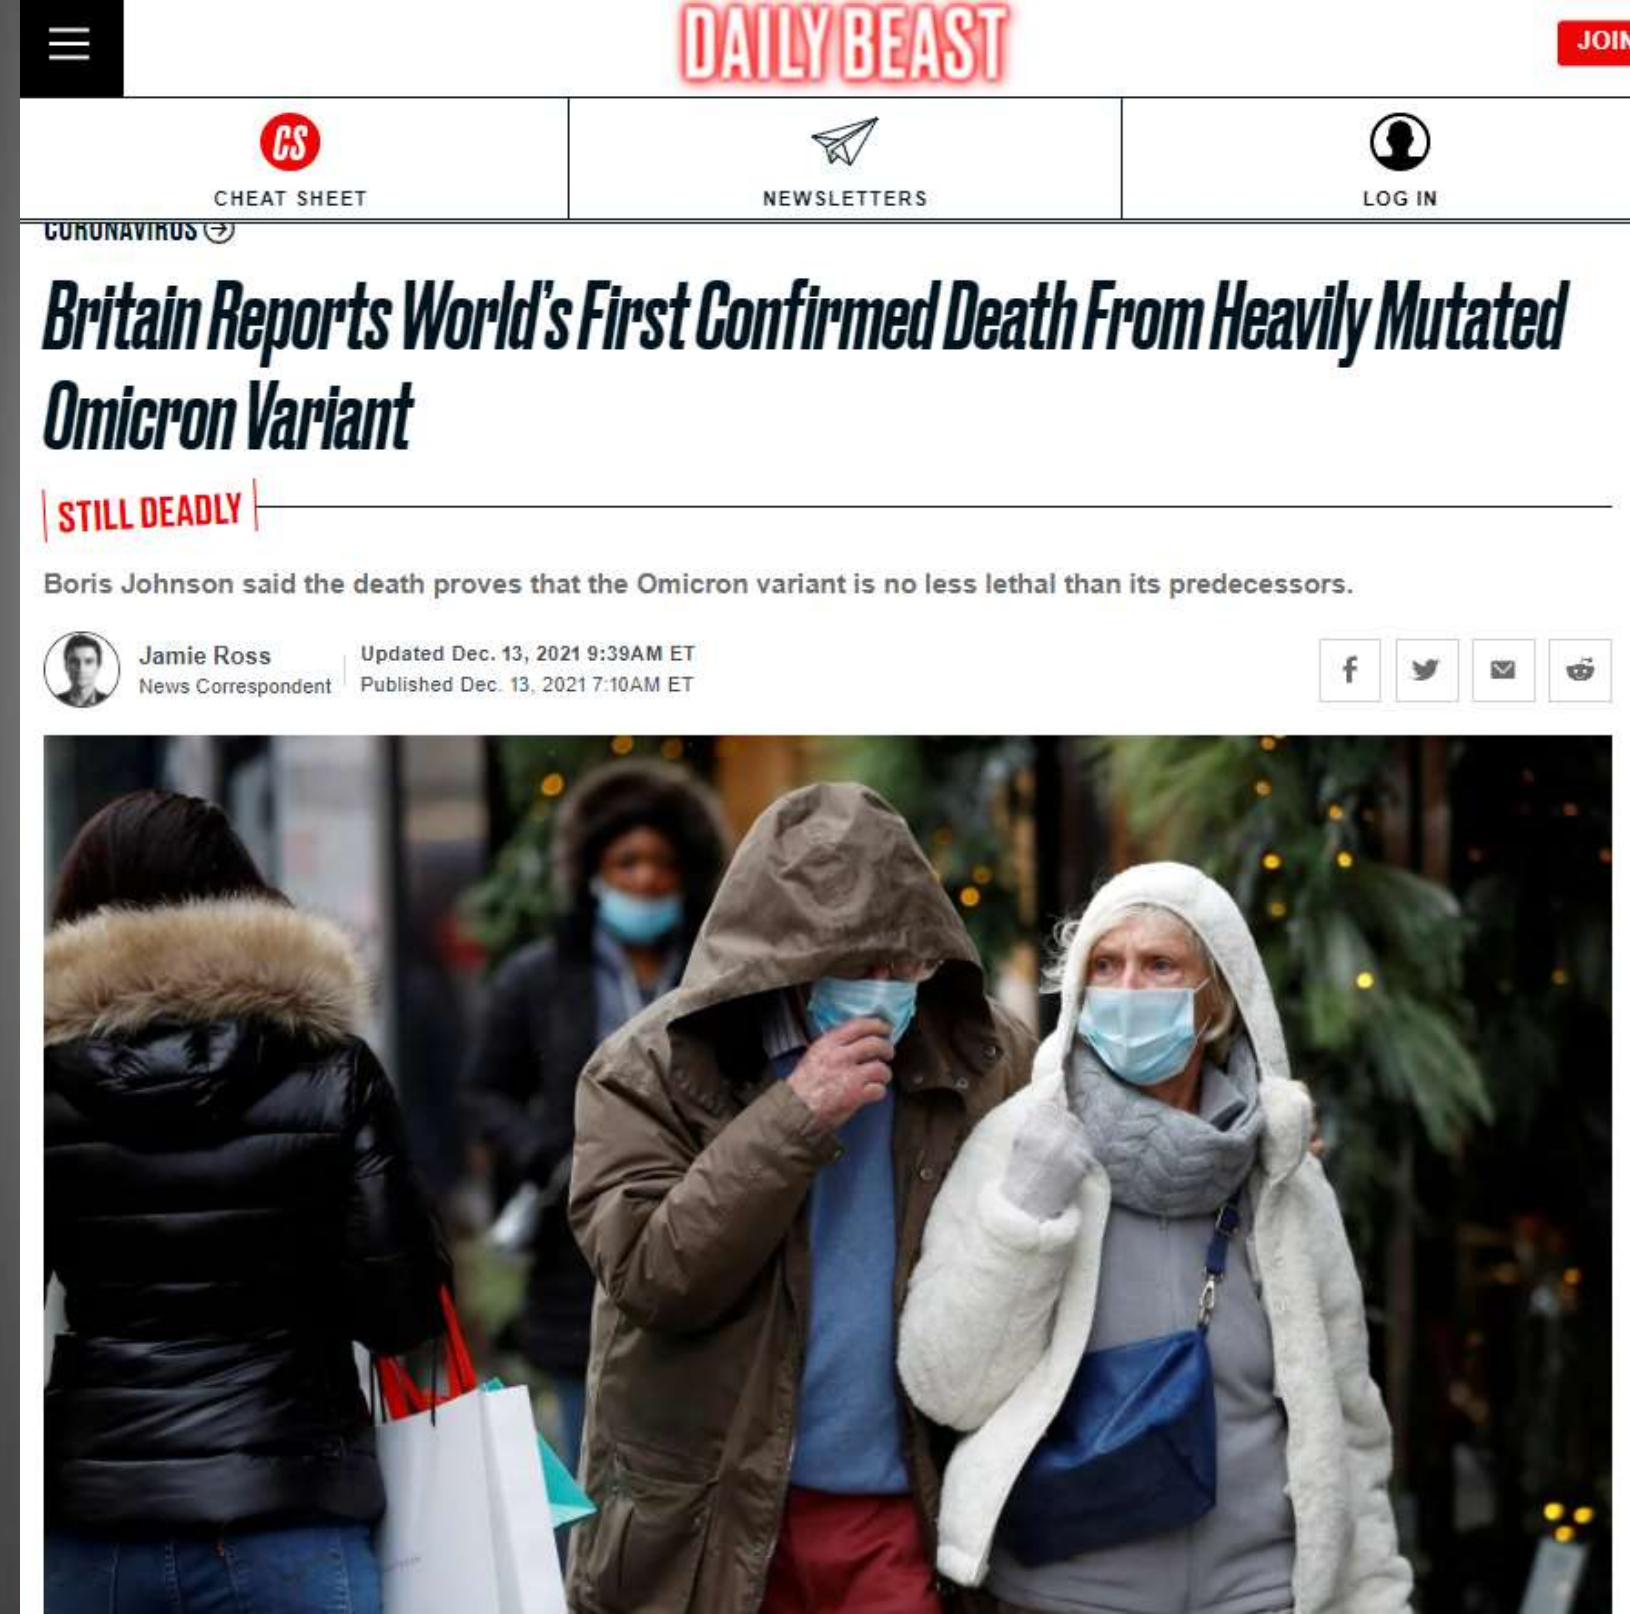 DAILY BEAST
JOIN
CS
CHEAT SHEET
NEWSLETTERS
LOG IN
CORONAVIRUS
Britain Reports World's First Confirmed Death From Heavily Mutated
Omicron Variant
STILL DEADLY
Boris Johnson said the death proves that the Omicron variant is no less lethal than its predecessors.
Jamie Ross
News Correspondent
Updated Dec. 13, 2021 9:39AM ET
Published Dec. 13, 2021 7:10AM ET